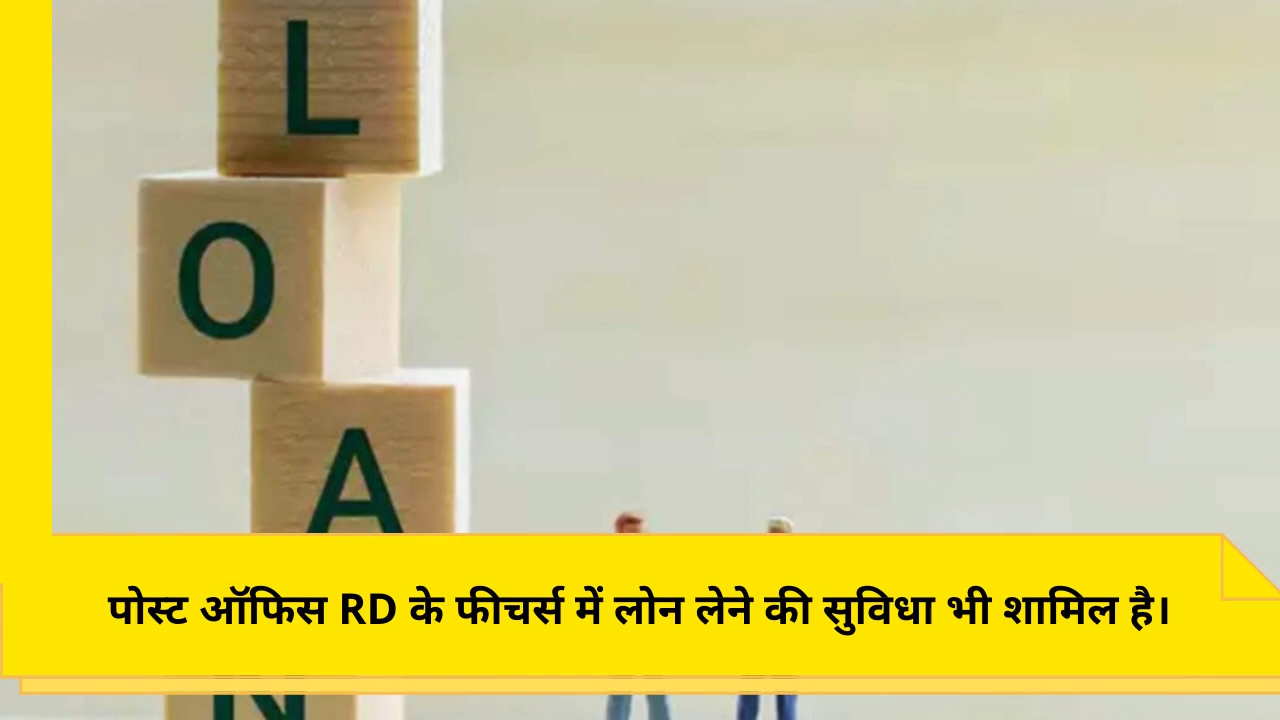 L
O
A
N
पोस्ट ऑफिस RD के फीचर्स में लोन लेने की सुविधा भी शामिल है।